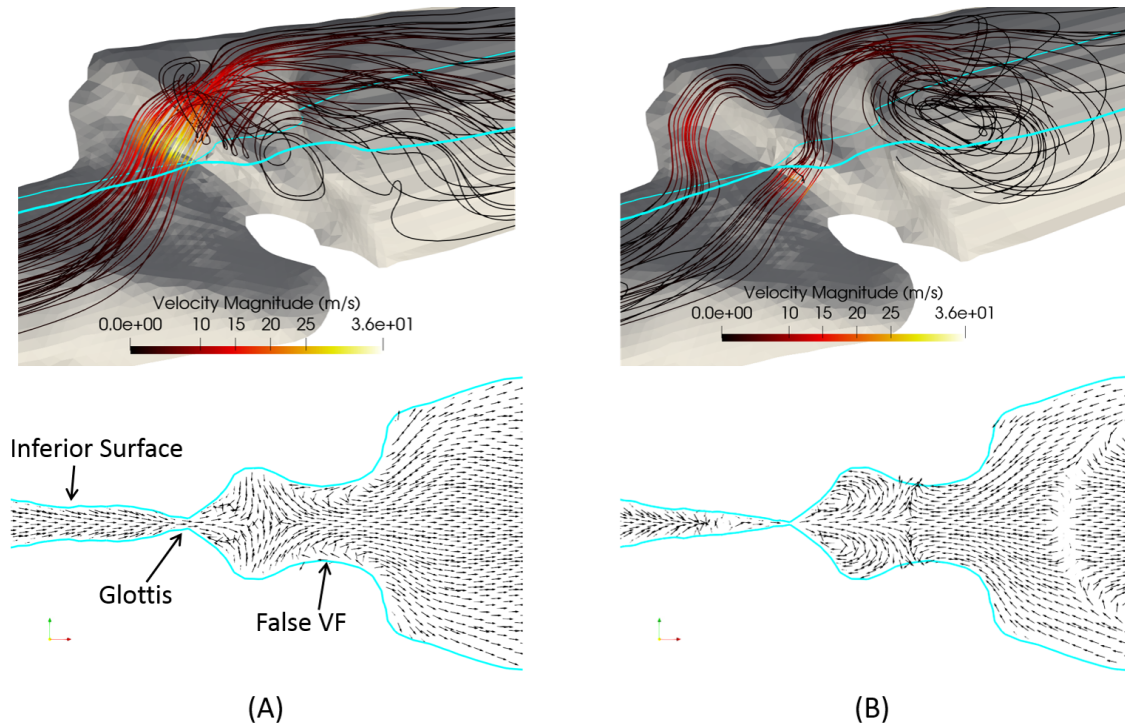 Velocity Magnitude (m/s)
0.0e+00 10 15 20 25 3.6e+01
Velocity Magnitude (m/s)
0.0e+00 10 15 20 25 3.6e+01
Inferior Surface
Glottis
False VF
(A)
(B)